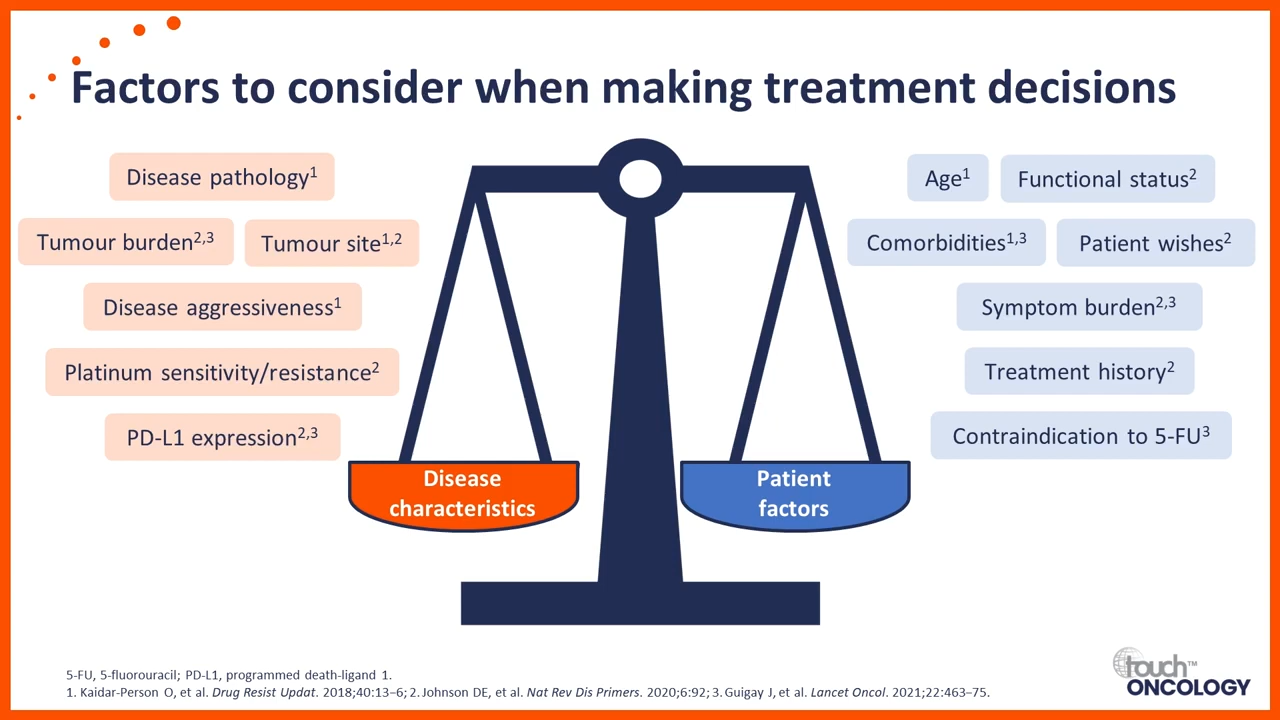 Factors to consider when making treatment decisions
Disease pathology¹
Tumour burden²,³
Tumour site¹,²
Disease aggressiveness¹
Platinum sensitivity/resistance²
PD-L1 expression²,³
Disease
characteristics
Age¹
Functional status²
Comorbidities¹,³
Patient wishes²
Symptom burden²,³
Treatment history²
Contraindication to 5-FU³
Patient
factors
5-FU, 5-fluorouracil; PD-L1, programmed death-ligand 1.
1. Kaidar-Person O, et al. Drug Resist Updat. 2018;40:13–6; 2. Johnson DE, et al. Nat Rev Dis Primers. 2020;6:92; 3. Guigay J, et al. Lancet Oncol. 2021;22:463–75.
touch™
ONCOLOGY